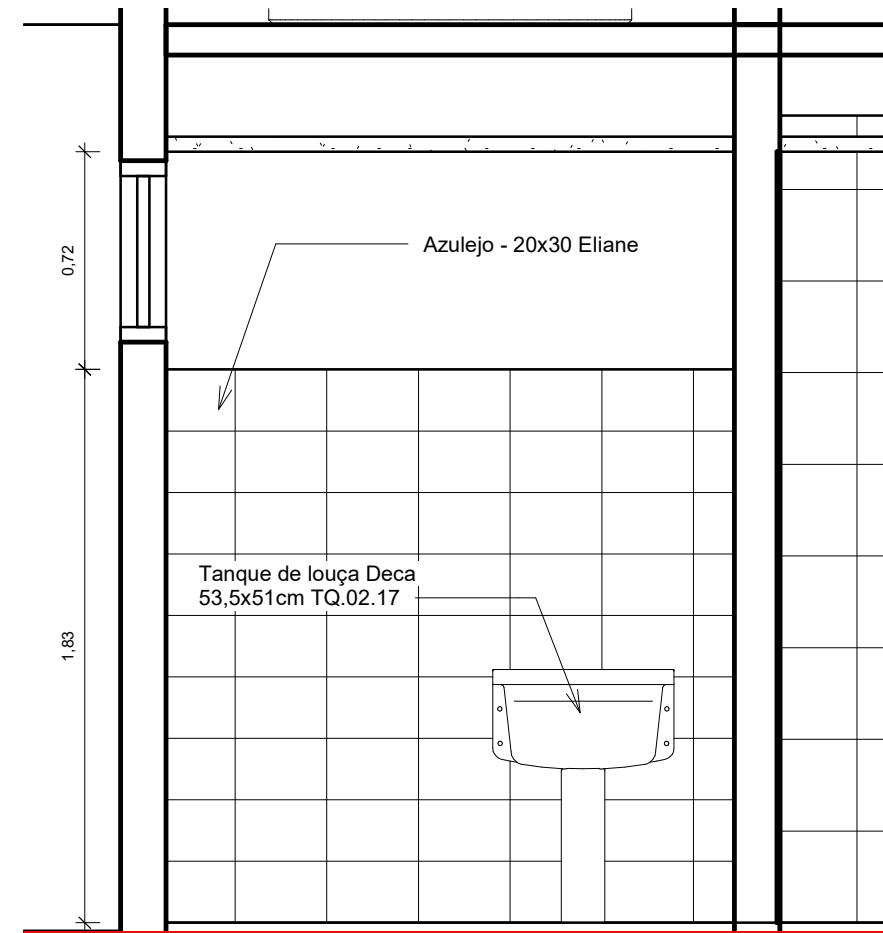 0,72
Azulejo - 20x30 Eliane
Tanque de louça Deca
53,5x51cm TQ.02.17
1,83